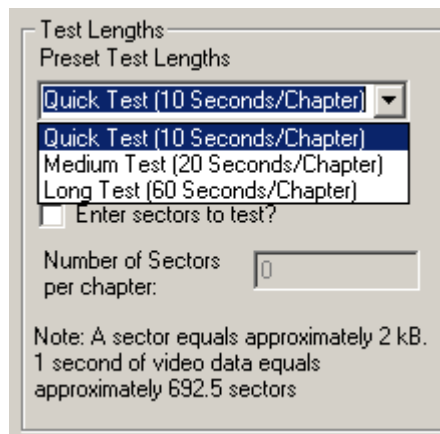 Test Lengths
Preset Test Lengths
Quick Test (10 Seconds/Chapter)
Quick Test (10 Seconds/Chapter)
Medium Test (20 Seconds/Chapter)
Long Test (60 Seconds/Chapter)
Enter sectors to test?
Number of Sectors
per chapter:
0
Note: A sector equals approximately 2 kB.
1 second of video data equals
approximately 692.5 sectors